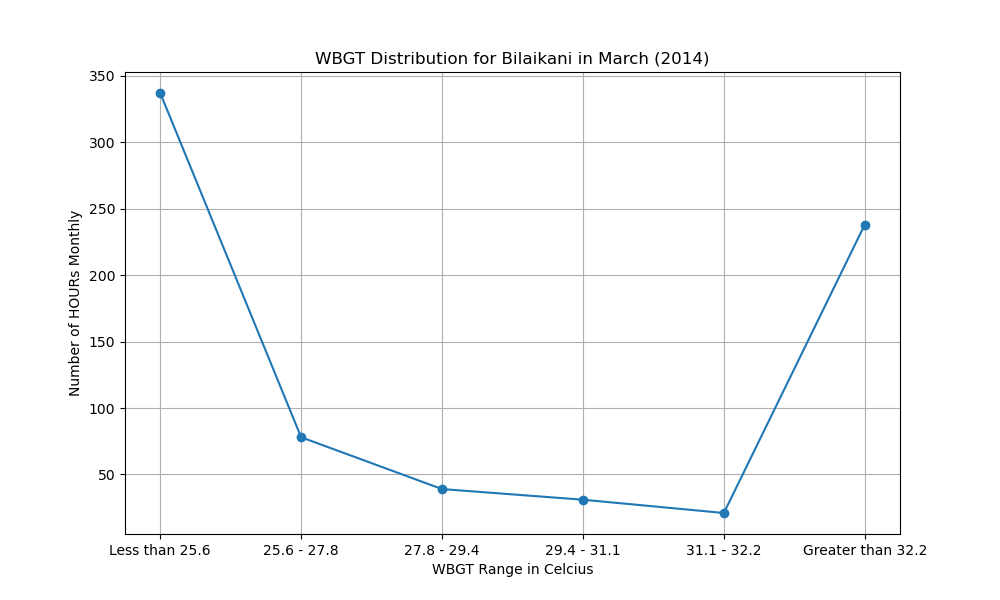 WBGT Distribution for Bilaikani in March (2014)
Number of HOURs Monthly
350
300
250
200
150
100
50
Less than 25.6
25.6 - 27.8
27.8 - 29.4
29.4 - 31.1
31.1 - 32.2
Greater than 32.2
WBGT Range in Celcius